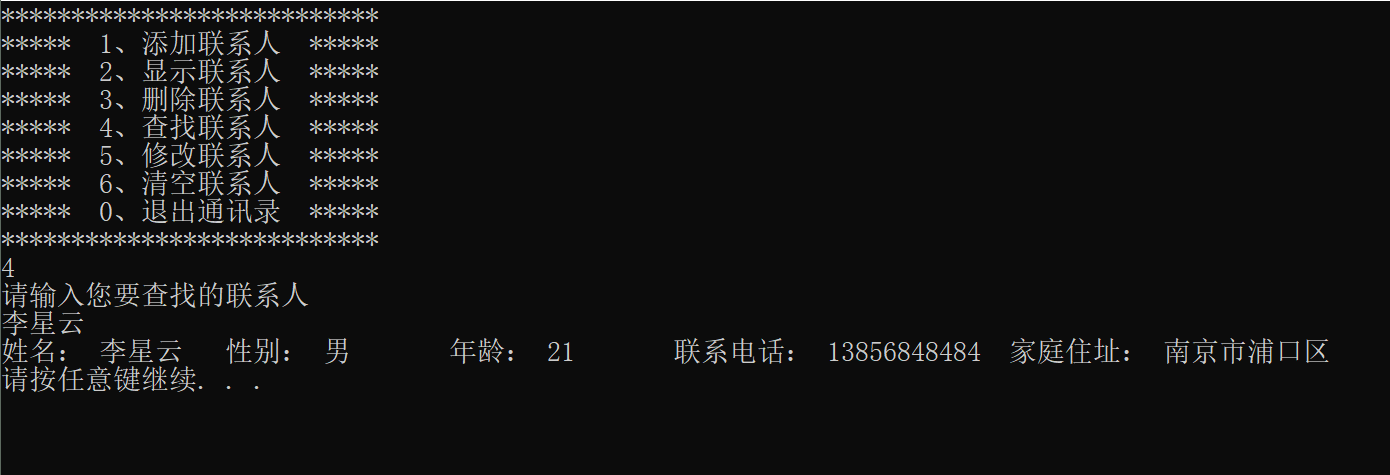 ***************************
***** 1、添加联系人 *****
***** 2、显示联系人 *****
***** 3、删除联系人 *****
***** 4、查找联系人 *****
***** 5、修改联系人 *****
***** 6、清空联系人 *****
***** 0、退出通讯录 *****
***************************
4
请输入您要查找的联系人
李星云
姓名： 李星云 性别： 男 年龄： 21 联系电话： 13856848484 家庭住址： 南京市浦口区
请按任意键继续. . .